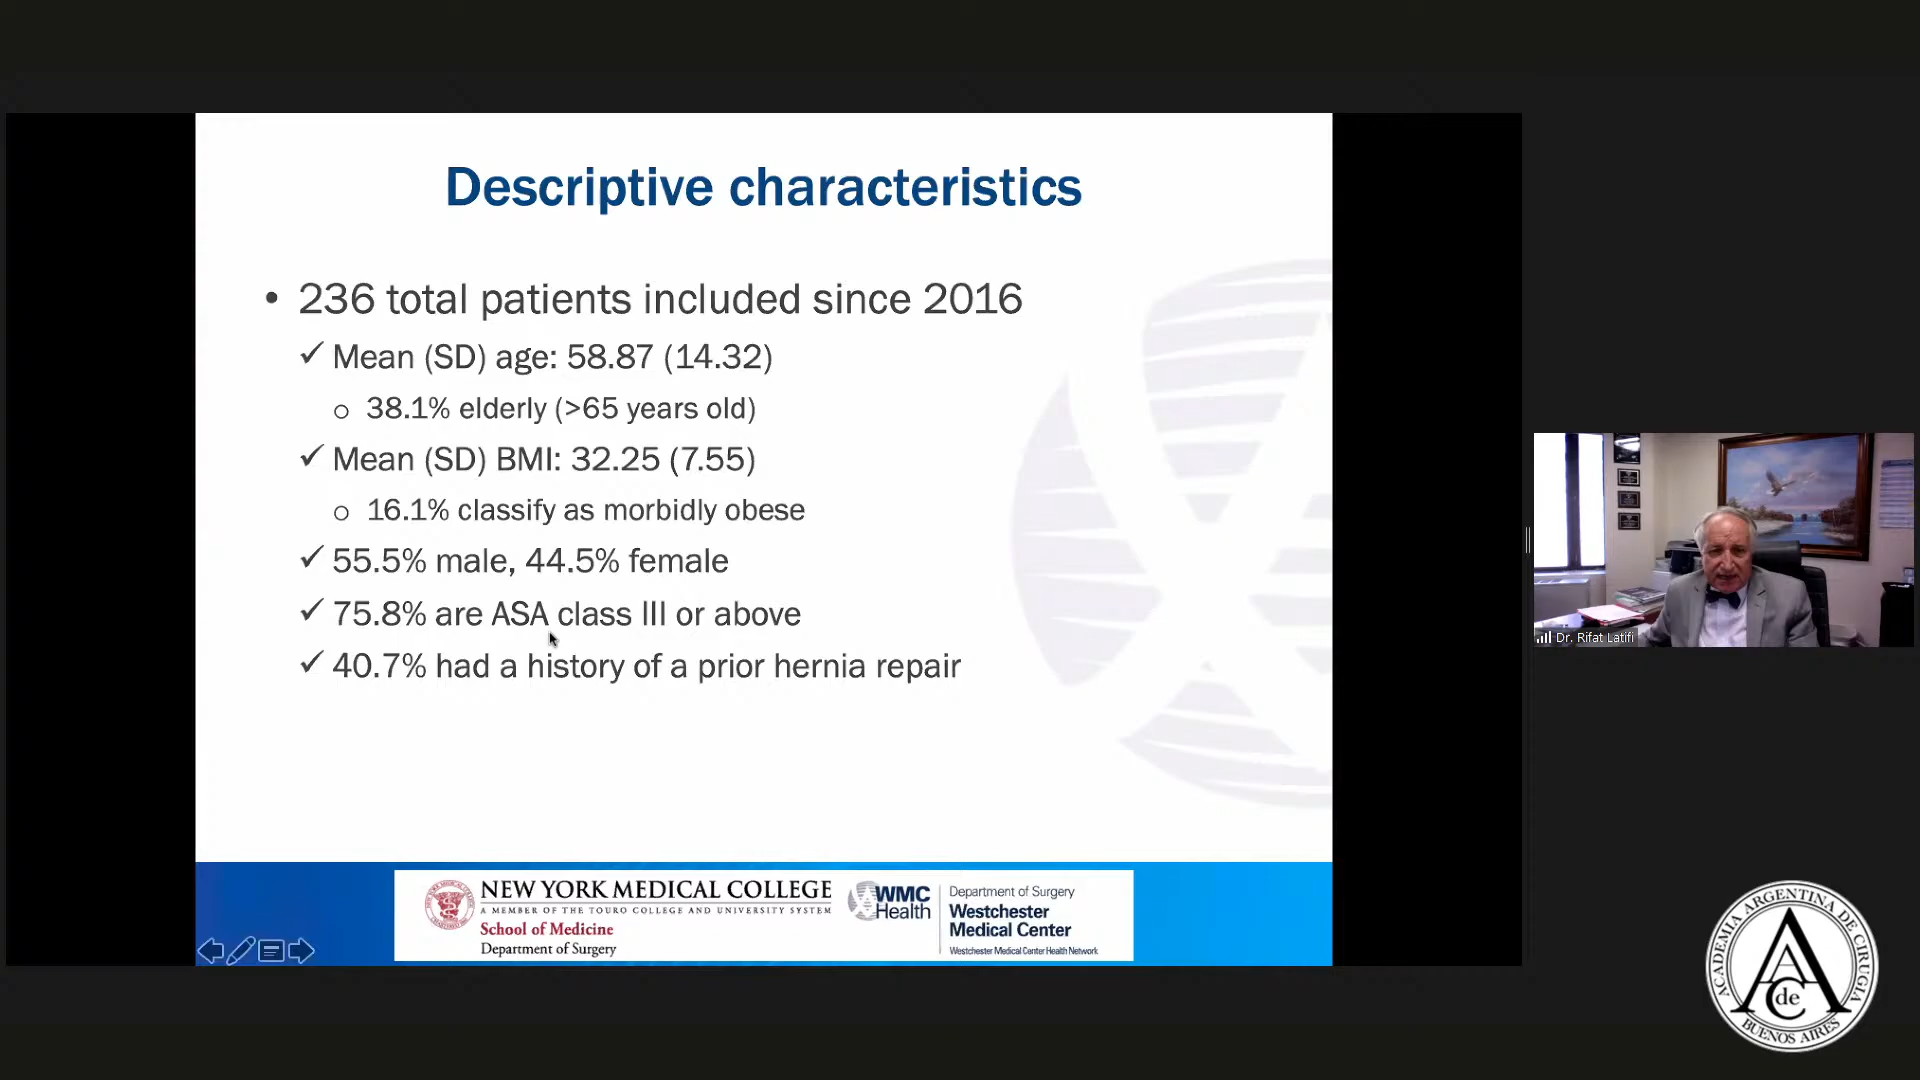 Descriptive characteristics
• 236 total patients included since 2016
✓ Mean (SD) age: 58.87 (14.32)
o 38.1% elderly (>65 years old)
✓ Mean (SD) BMI: 32.25 (7.55)
o 16.1% classify as morbidly obese
✓ 55.5% male, 44.5% female
✓ 75.8% are ASA class III or above
✓ 40.7% had a history of a prior hernia repair
NEW YORK MEDICAL COLLEGE
A MEMBER OF THE TOURO COLLEGE AND UNIVERSITY SYSTEM
School of Medicine
Department of Surgery
WMC
Health
Department of Surgery
Westchester
Medical Center
Westchester Medical Center Health Network
Dr. Rifat Latifi
ACADEMIA ARGENTINA DE CIRUGIA
AAC
de
BUENOS AIRES